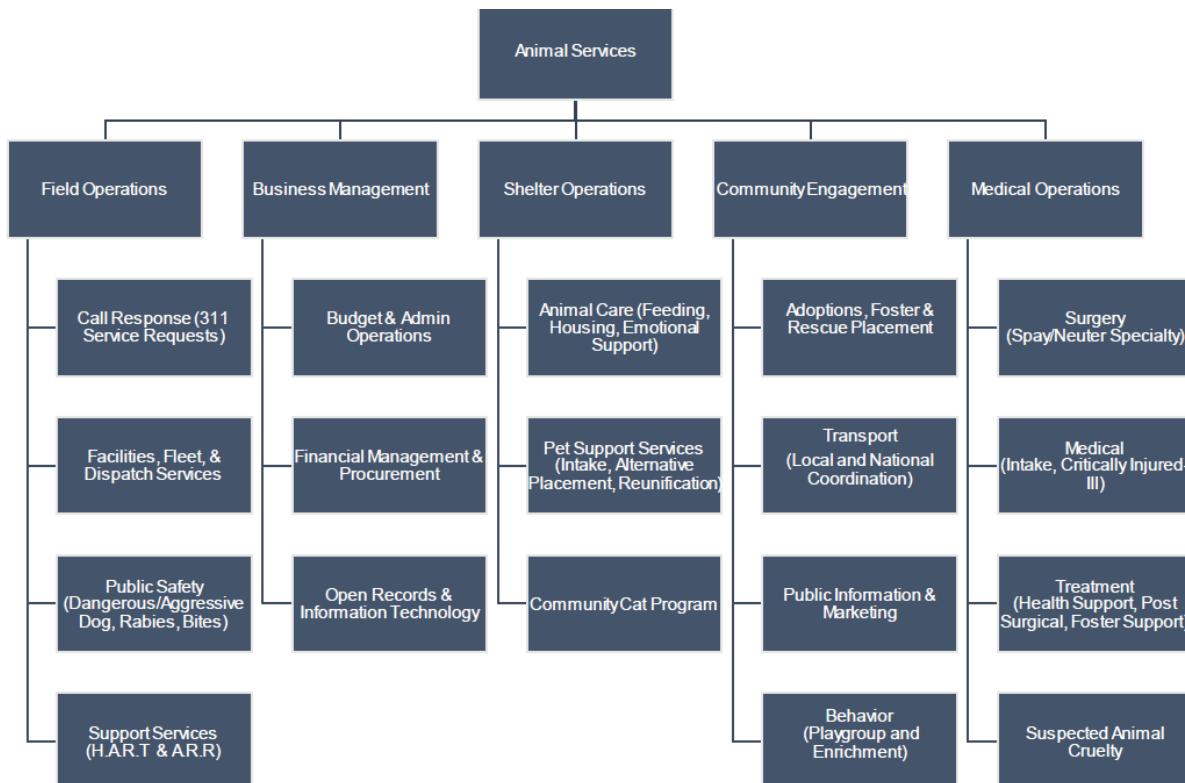 Animal Services
Field Operations
Business Management
Shelter Operations
Community Engagement
Medical Operations
Call Response (311
Service Requests)
Facilities, Fleet, &
Dispatch Services
Public Safety
(Dangerous/Aggressive
Dog, Rabies, Bites)
Support Services
(H.A.R.T & A.R.R)
Budget & Admin
Operations
Financial Management &
Procurement
Open Records &
Information Technology
Animal Care (Feeding,
Housing, Emotional
Support)
Pet Support Services
(Intake, Alternative
Placement, Reunification)
Community Cat Program
Adoptions, Foster &
Rescue Placement
Transport
(Local and National
Coordination)
Public Information &
Marketing
Behavior
(Playgroup and
Enrichment)
Surgery
(Spay/Neuter Specialty)
Medical
(Intake, Critically Injured-
Ill)
Treatment
(Health Support, Post
Surgical, Foster Support)
Suspected Animal
Cruelty